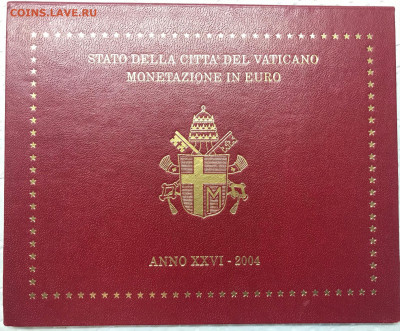 COINS.LAVE.RU
STATO DELLA CITTA' DEL VATICANO
MONETAZIONE IN EURO
M
ANNO XXVI - 2004